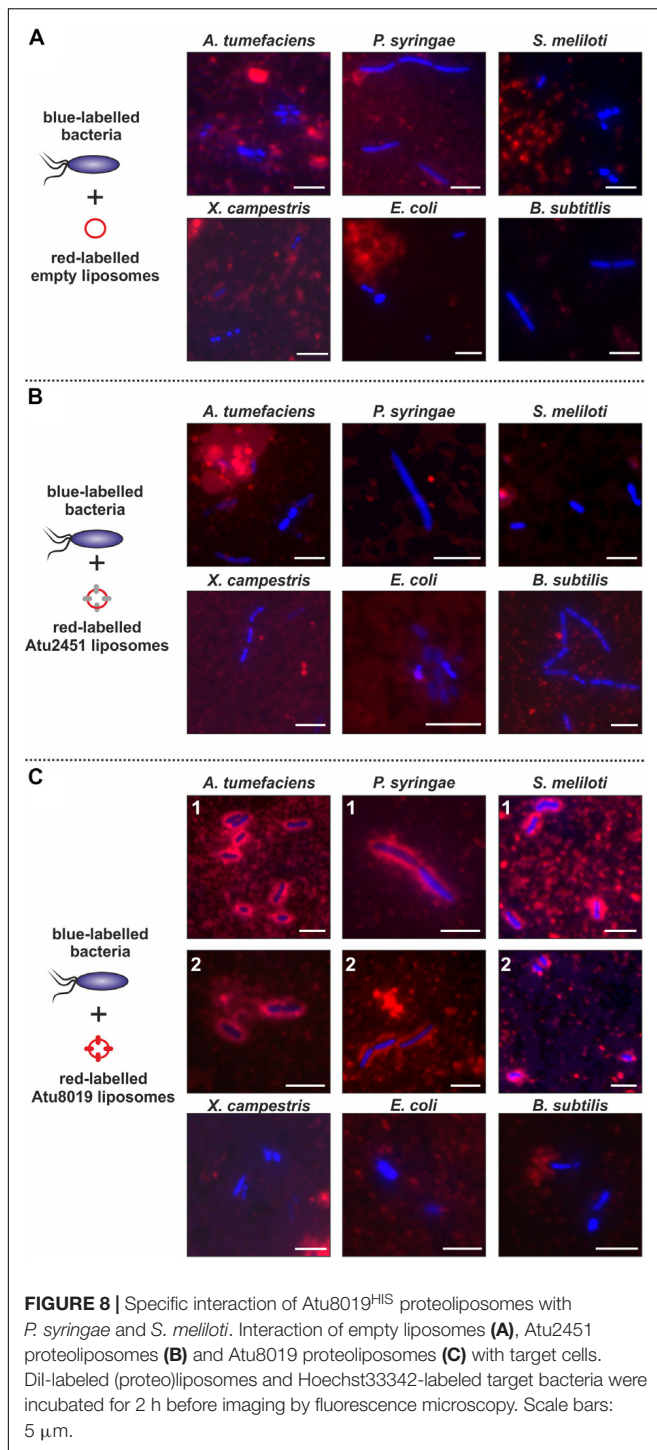 A
A. tumefaciens P. syringae S. meliloti
blue-labelled
bacteria
+
red-labelled
empty liposomes
X. campestris E. coli B. subtitlis
B
A. tumefaciens P. syringae S. meliloti
blue-labelled
bacteria
+
red-labelled
Atu2451 liposomes
X. campestris E. coli B. subtilis
C
A. tumefaciens P. syringae S. meliloti
1 1 1
blue-labelled
bacteria
+
red-labelled
Atu8019 liposomes
2 2 2
X. campestris E. coli B. subtilis
FIGURE 8 | Specific interaction of Atu8019HIS proteoliposomes with
P. syringae and S. meliloti. Interaction of empty liposomes (A), Atu2451
proteoliposomes (B) and Atu8019 proteoliposomes (C) with target cells.
DiI-labeled (proteo)liposomes and Hoechst33342-labeled target bacteria were
incubated for 2 h before imaging by fluorescence microscopy. Scale bars:
5 μm.